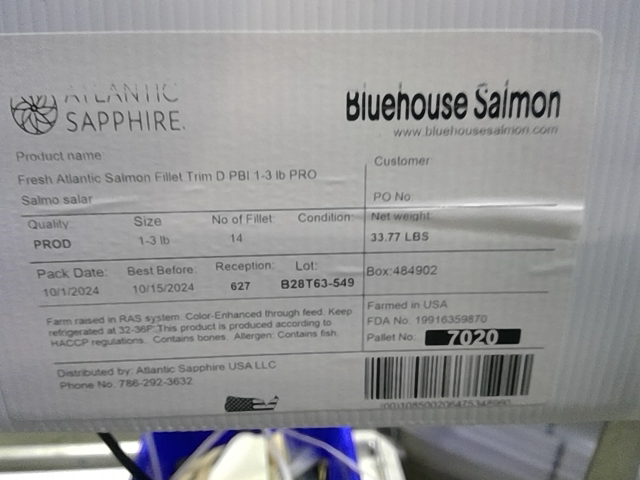 ATLANTIC
SAPPHIRE.
Bluehouse Salmon
www.bluehousesalmon.com
Product name:
Fresh Atlantic Salmon Fillet Trim D PBI 1-3 lb PRO
Salmo salar
Customer
PO No.
Quality: Size No of Fillet: Condition: Net weight
PROD 1-3 lb 14 33.77 LBS
Pack Date: Best Before: Reception: Lot: Box:484902
10/1/2024 10/15/2024 627 B28T63-549
Farm raised in RAS system. Color-Enhanced through feed. Keep
refrigerated at 32-36F.This product is produced according to
HACCP regulations. Contains bones. Allergen: Contains fish.
Farmed in USA
FDA No. 19916359870
Pallet No: 7020
Distributed by: Atlantic Sapphire USA LLC
Phone No. 786-292-3632